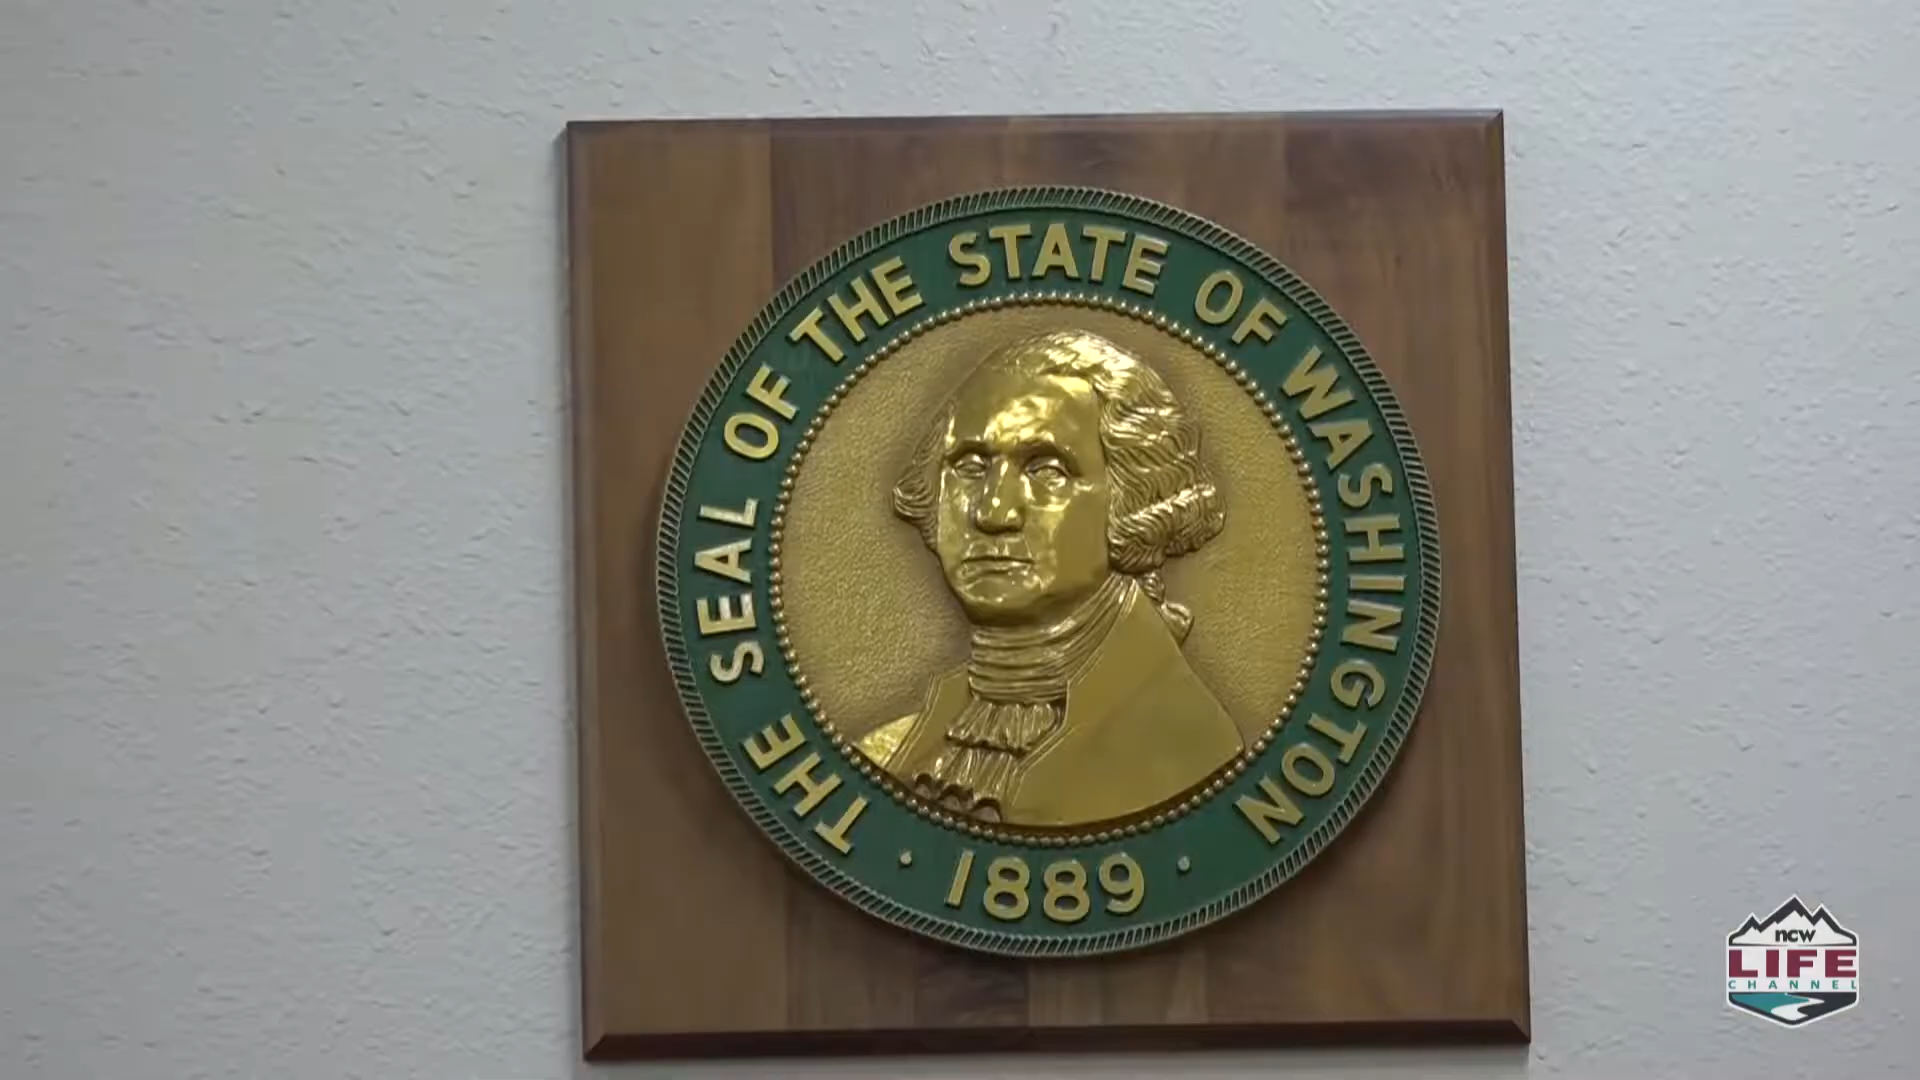 THE SEAL OF THE STATE OF WASHINGTON
· 1889 ·
ncw
LIFE
CHANNEL